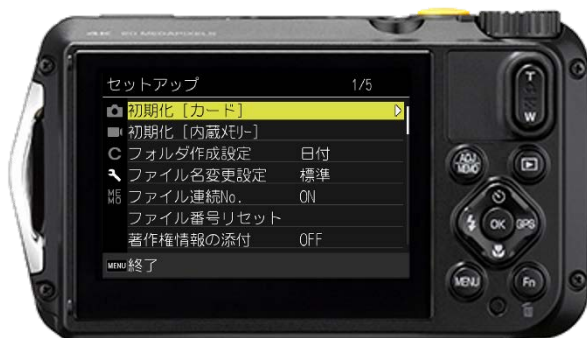 4K 20 MEGAPIXELS
セットアップ 1/5
初期化 [カード]
初期化 [内蔵メモリー]
C フォルダ作成設定 日付
ファイル名変更設定 標準
MEMO ファイル連続No. ON
ファイル番号リセット
著作権情報の添付 OFF
MENU 終了
T
W
ADJ
MEMO
OK
GPS
MENU
Fn